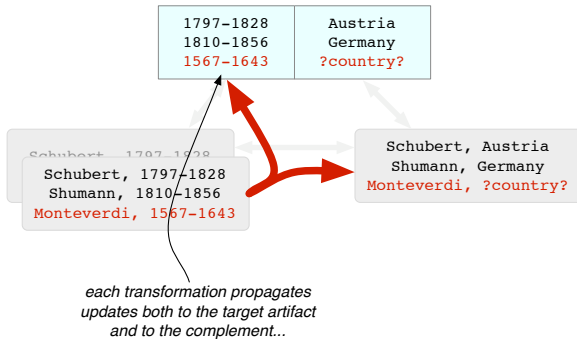 1797-1828 Austria
1810-1856 Germany
1567-1643 ?country?
Schubert, 1797-1828
Schubert, 1797-1828
Shumann, 1810-1856
Monteverdi, 1567-1643
Schubert, Austria
Shumann, Germany
Monteverdi, ?country?
each transformation propagates
updates both to the target artifact
and to the complement...